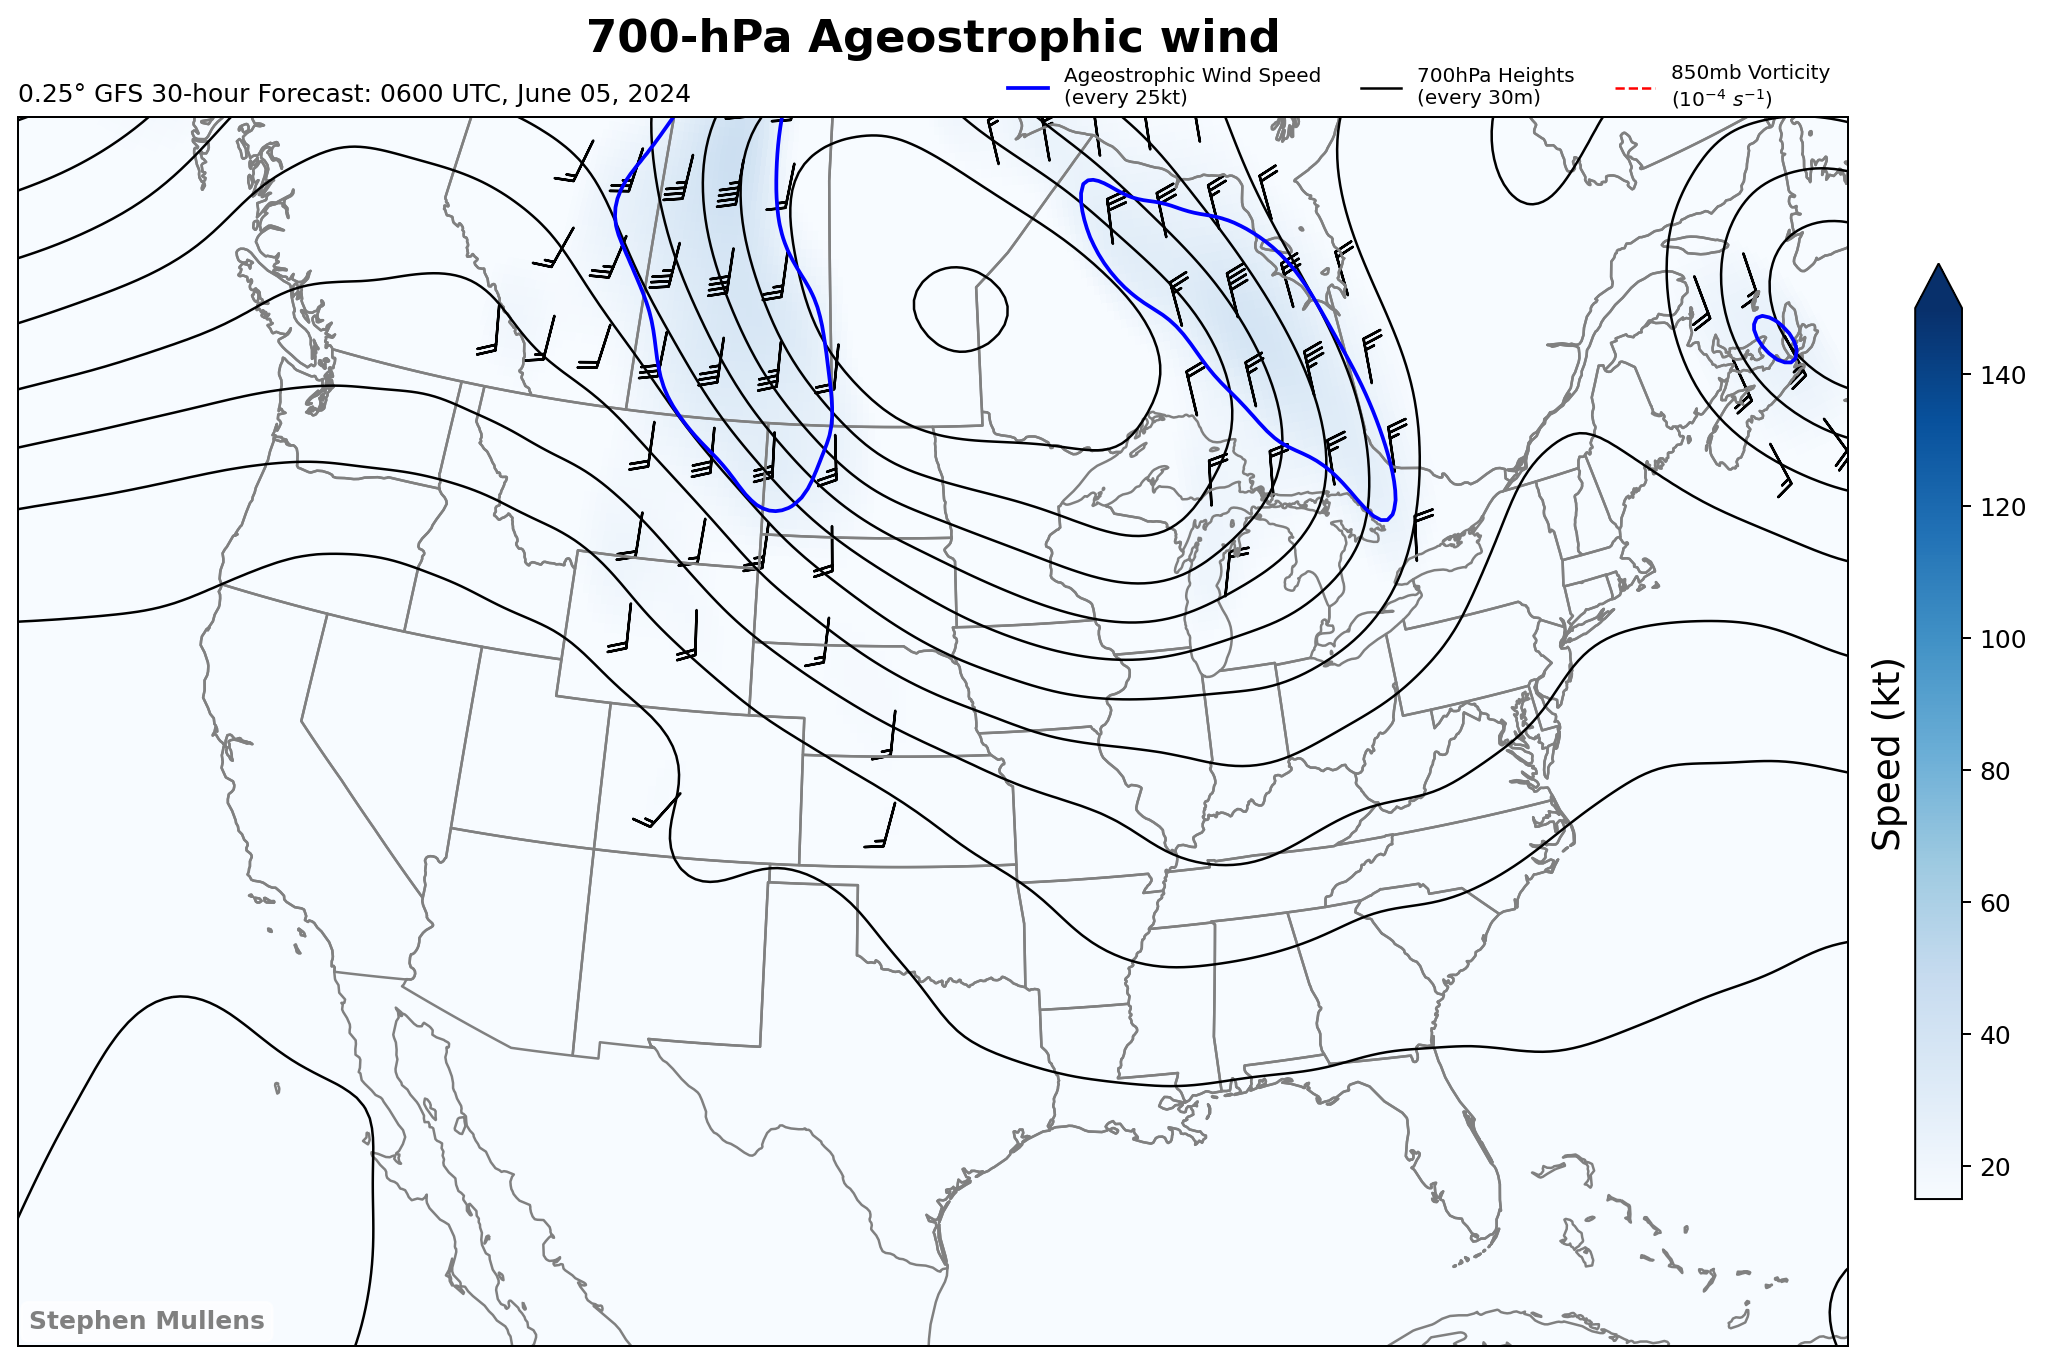 700-hPa Ageostrophic wind
0.25° GFS 30-hour Forecast: 0600 UTC, June 05, 2024
Ageostrophic Wind Speed
(every 25kt)
700hPa Heights
(every 30m)
850mb Vorticity
(10⁻⁴ s⁻¹)
140
120
100
80
60
40
20
Speed (kt)
Stephen Mullens